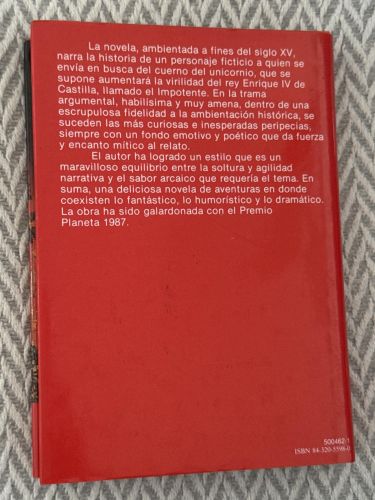 La novela, ambientada a fines del siglo XV,
narra la historia de un personaje ficticio a quien se
envía en busca del cuerno del unicornio, que se
supone aumentará la virilidad del rey Enrique IV de
Castilla, llamado el Impotente. En la trama
argumental, habilísima y muy amena, dentro de una
escrupulosa fidelidad a la ambientación histórica, se
suceden las más curiosas e inesperadas peripecias,
siempre con un fondo emotivo y poético que da fuerza
y encanto mítico al relato.
El autor ha logrado un estilo que es un
maravilloso equilibrio entre la soltura y agilidad
narrativa y el sabor arcaico que requería el tema. En
suma, una deliciosa novela de aventuras en donde
coexisten lo fantástico, lo humorístico y lo dramático.
La obra ha sido galardonada con el Premio
Planeta 1987.
500462-1
ISBN 84-320-5598-0